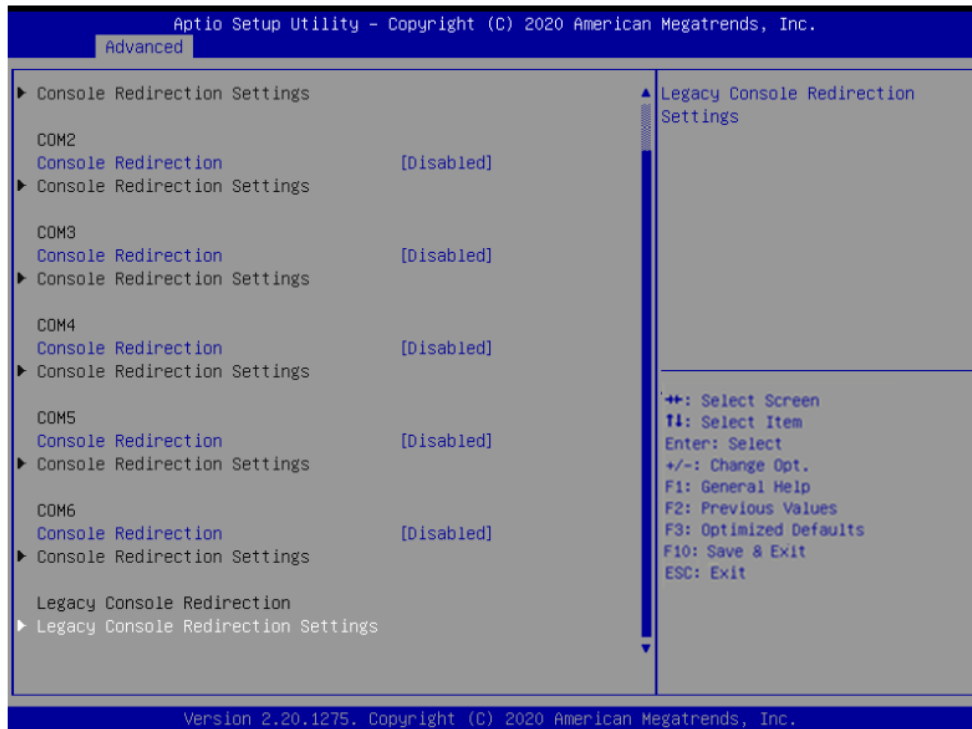 Aptio Setup Utility – Copyright (C) 2020 American Megatrends, Inc.
Advanced
Console Redirection Settings
COM2
Console Redirection [Disabled]
Console Redirection Settings
COM3
Console Redirection [Disabled]
Console Redirection Settings
COM4
Console Redirection [Disabled]
Console Redirection Settings
COM5
Console Redirection [Disabled]
Console Redirection Settings
COM6
Console Redirection [Disabled]
Console Redirection Settings
Legacy Console Redirection
Legacy Console Redirection Settings
Legacy Console Redirection
Settings
→←: Select Screen
↑↓: Select Item
Enter: Select
+/-: Change Opt.
F1: General Help
F2: Previous Values
F3: Optimized Defaults
F10: Save & Exit
ESC: Exit
Version 2.20.1275. Copyright (C) 2020 American Megatrends, Inc.